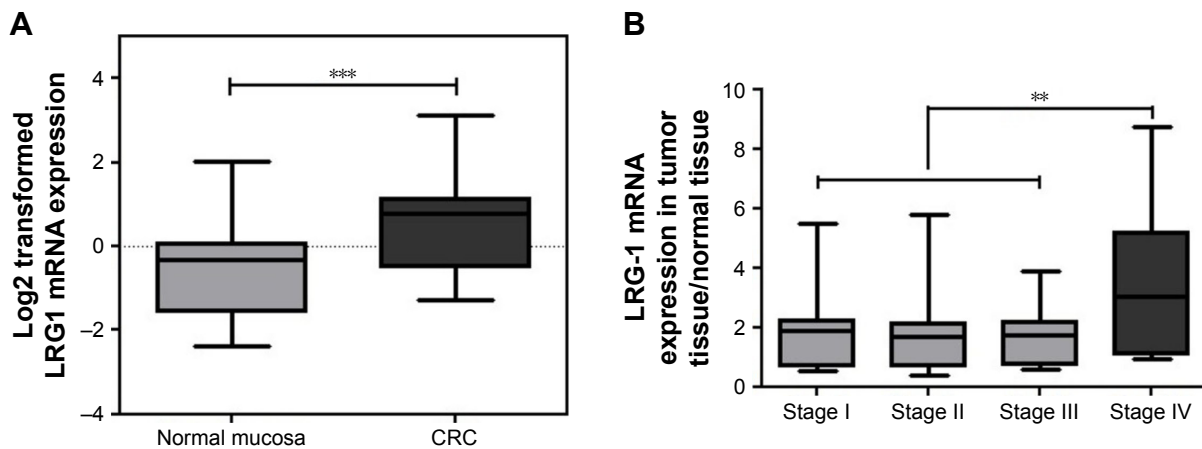 A
Log2 transformed
LRG1 mRNA expression
4
2
0
–2
–4
***
Normal mucosa
CRC
B
LRG-1 mRNA
expression in tumor
tissue/normal tissue
10
8
6
4
2
0
**
Stage I
Stage II
Stage III
Stage IV